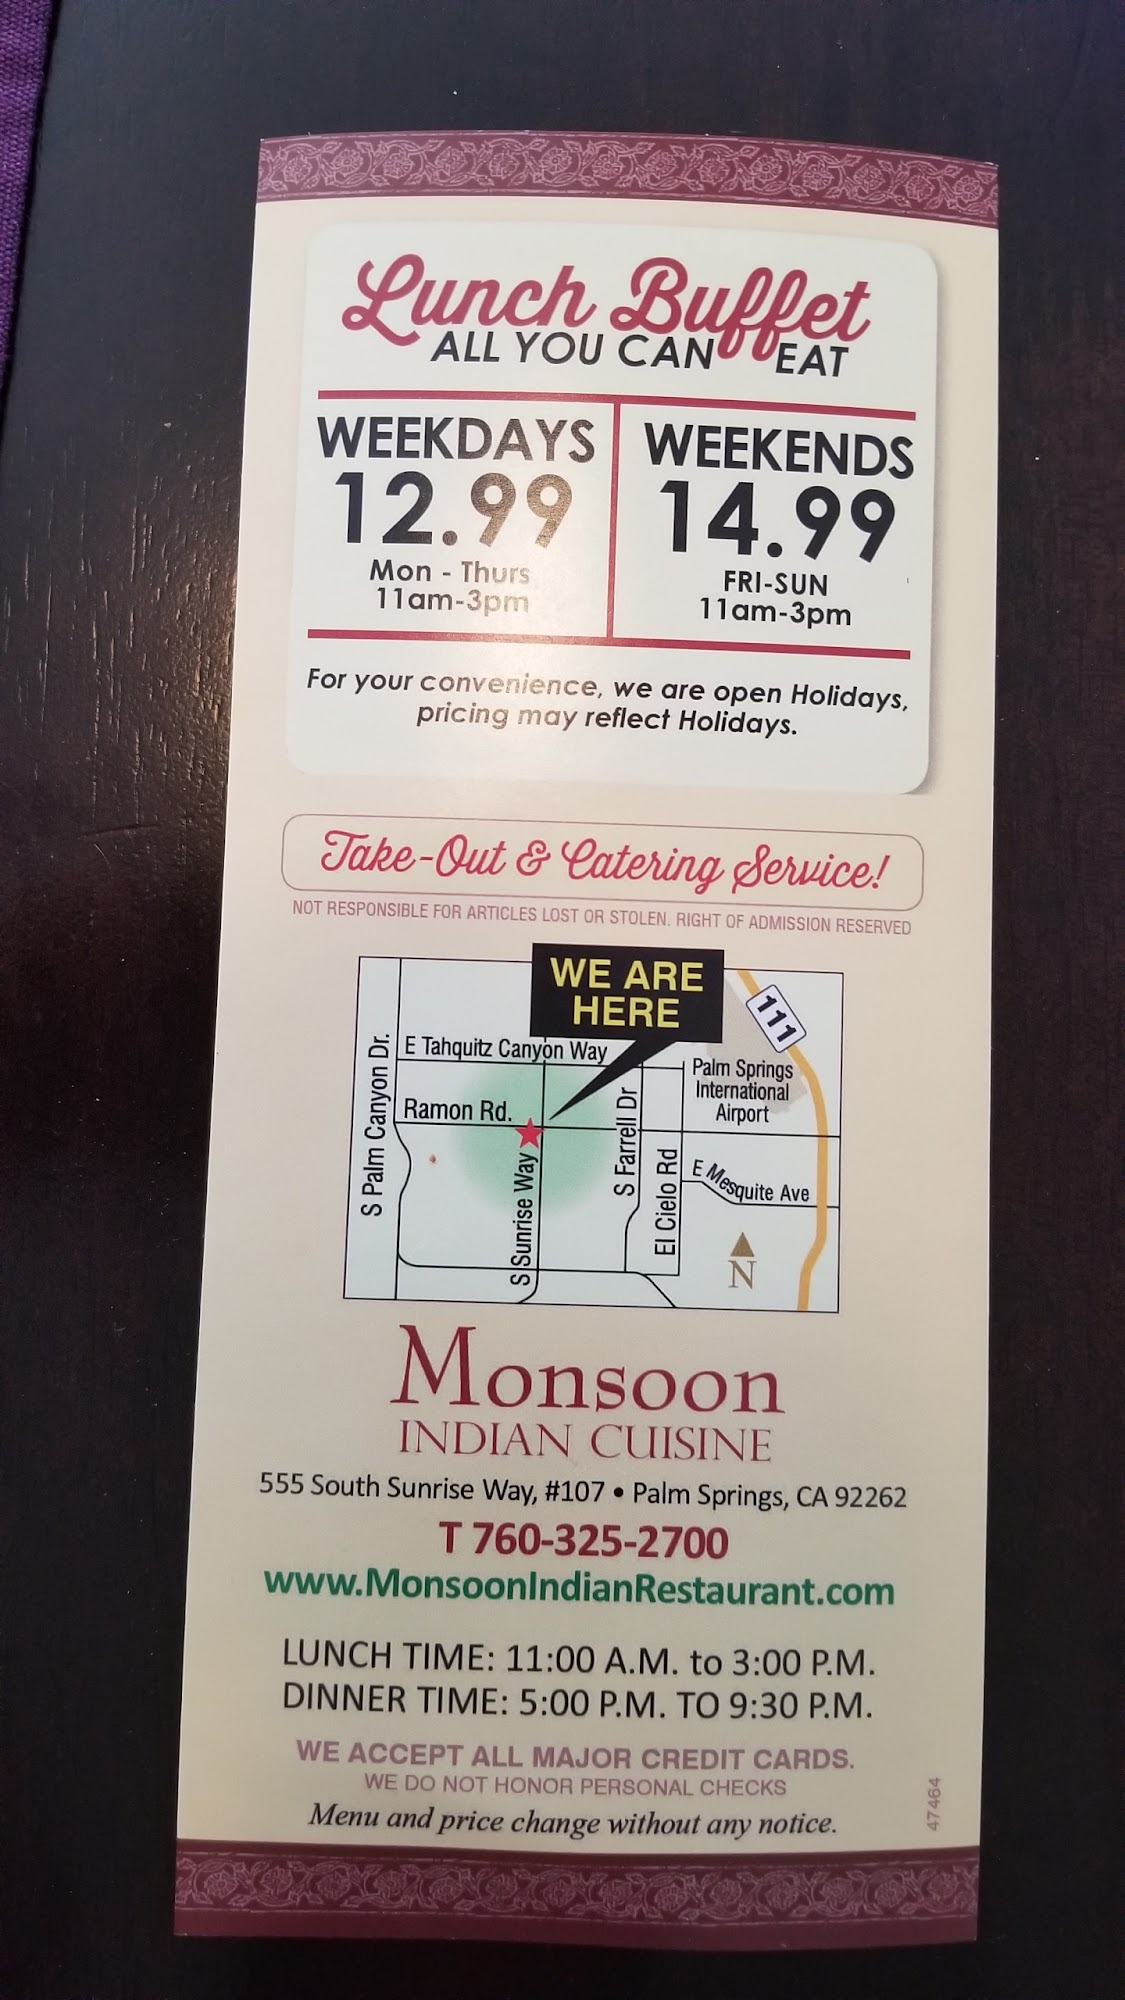 Lunch Buffet
ALL YOU CAN EAT
WEEKDAYS
12.99
Mon - Thurs
11am-3pm
WEEKENDS
14.99
FRI-SUN
11am-3pm
For your convenience, we are open Holidays,
pricing may reflect Holidays.
Take-Out & Catering Service!
NOT RESPONSIBLE FOR ARTICLES LOST OR STOLEN. RIGHT OF ADMISSION RESERVED
WE ARE
HERE
111
E Tahquitz Canyon Way
Palm Springs
International
Airport
Ramon Rd.
S Palm Canyon Dr.
S Sunrise Way
S Farrell Dr
El Cielo Rd
E Mesquite Ave
N
Monsoon
INDIAN CUISINE
555 South Sunrise Way, #107 • Palm Springs, CA 92262
T 760-325-2700
www.MonsoonIndianRestaurant.com
LUNCH TIME: 11:00 A.M. to 3:00 P.M.
DINNER TIME: 5:00 P.M. TO 9:30 P.M.
WE ACCEPT ALL MAJOR CREDIT CARDS.
WE DO NOT HONOR PERSONAL CHECKS
Menu and price change without any notice.
47464